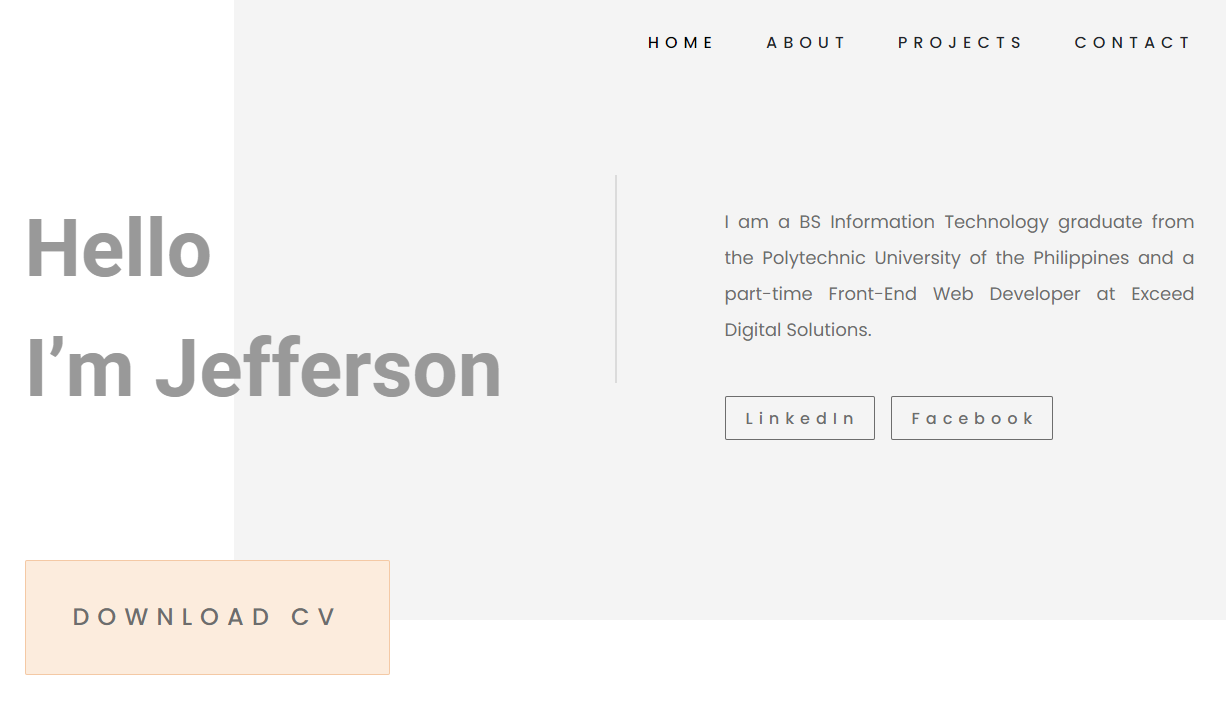 HOME ABOUT PROJECTS CONTACT
Hello
I’m Jefferson
I am a BS Information Technology graduate from
the Polytechnic University of the Philippines and a
part-time Front-End Web Developer at Exceed
Digital Solutions.
LinkedIn Facebook
DOWNLOAD CV